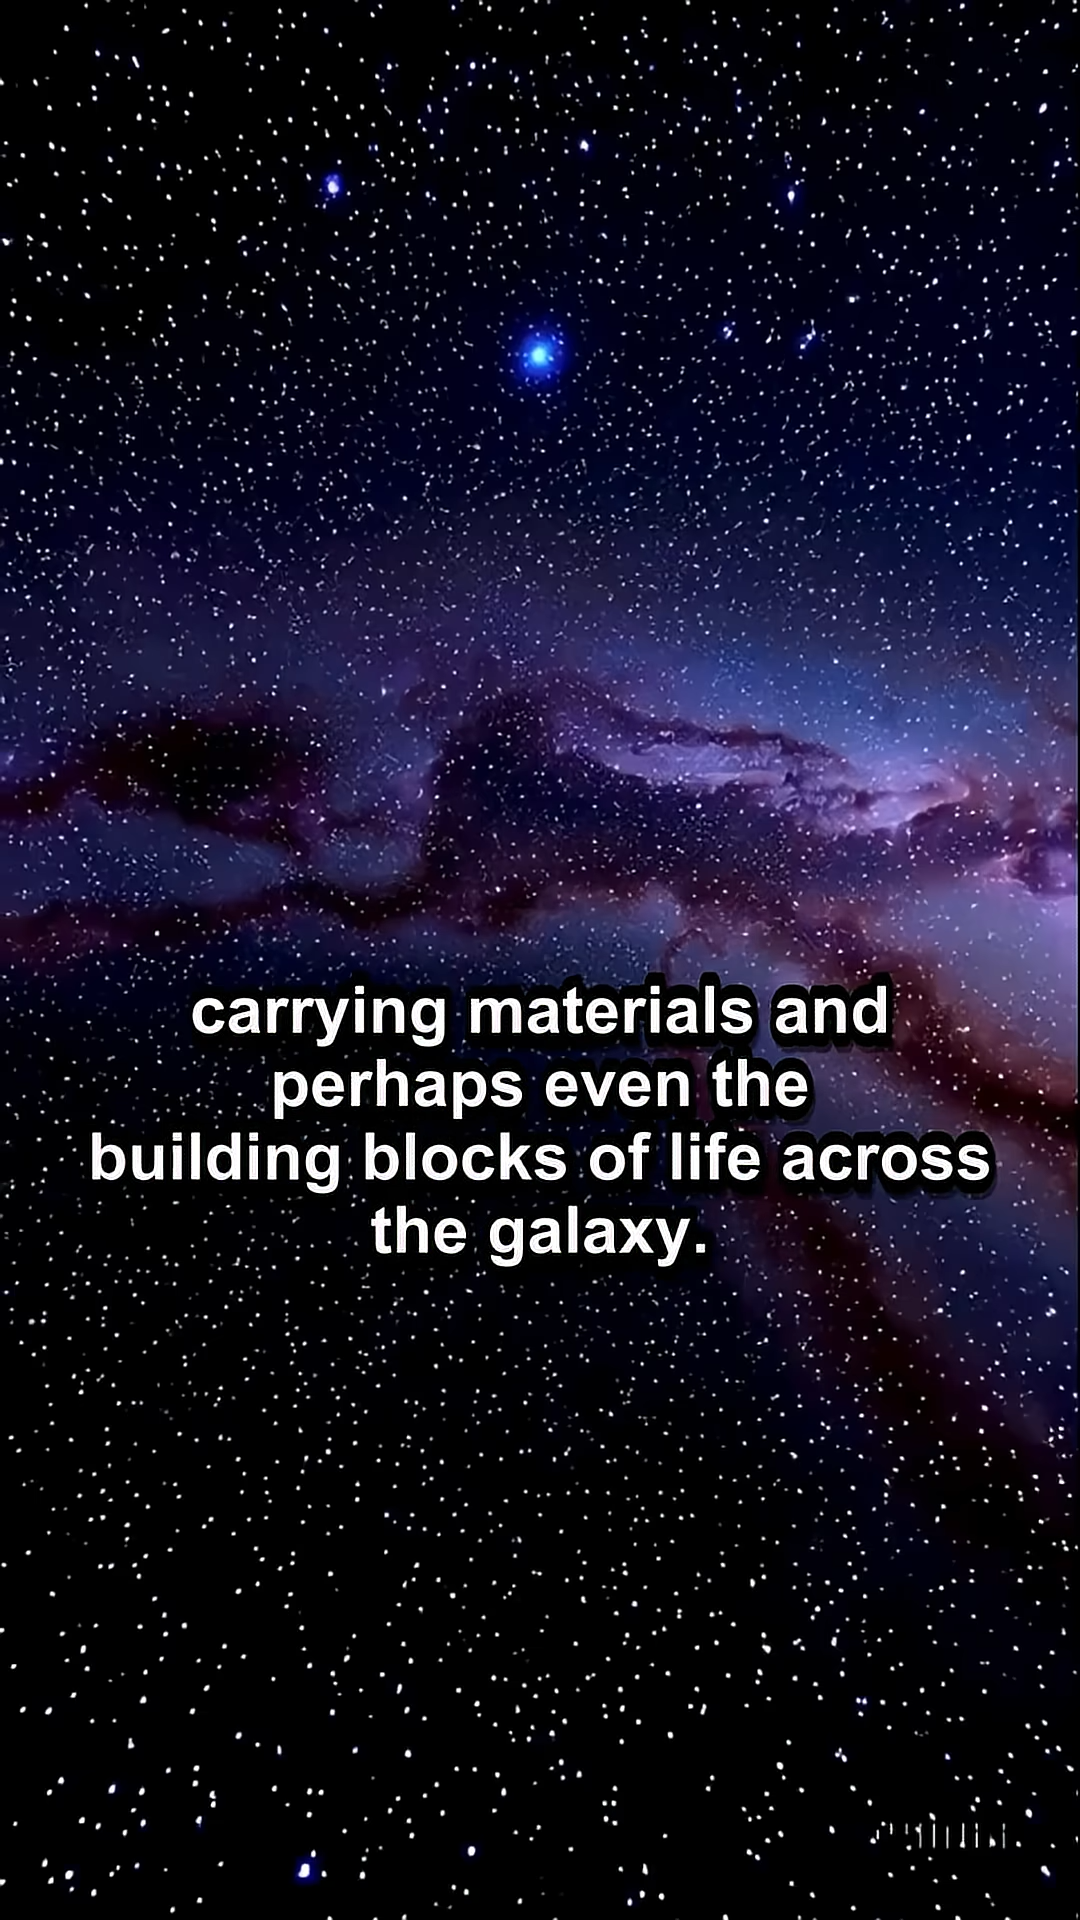 carrying materials and
perhaps even the
building blocks of life across
the galaxy.